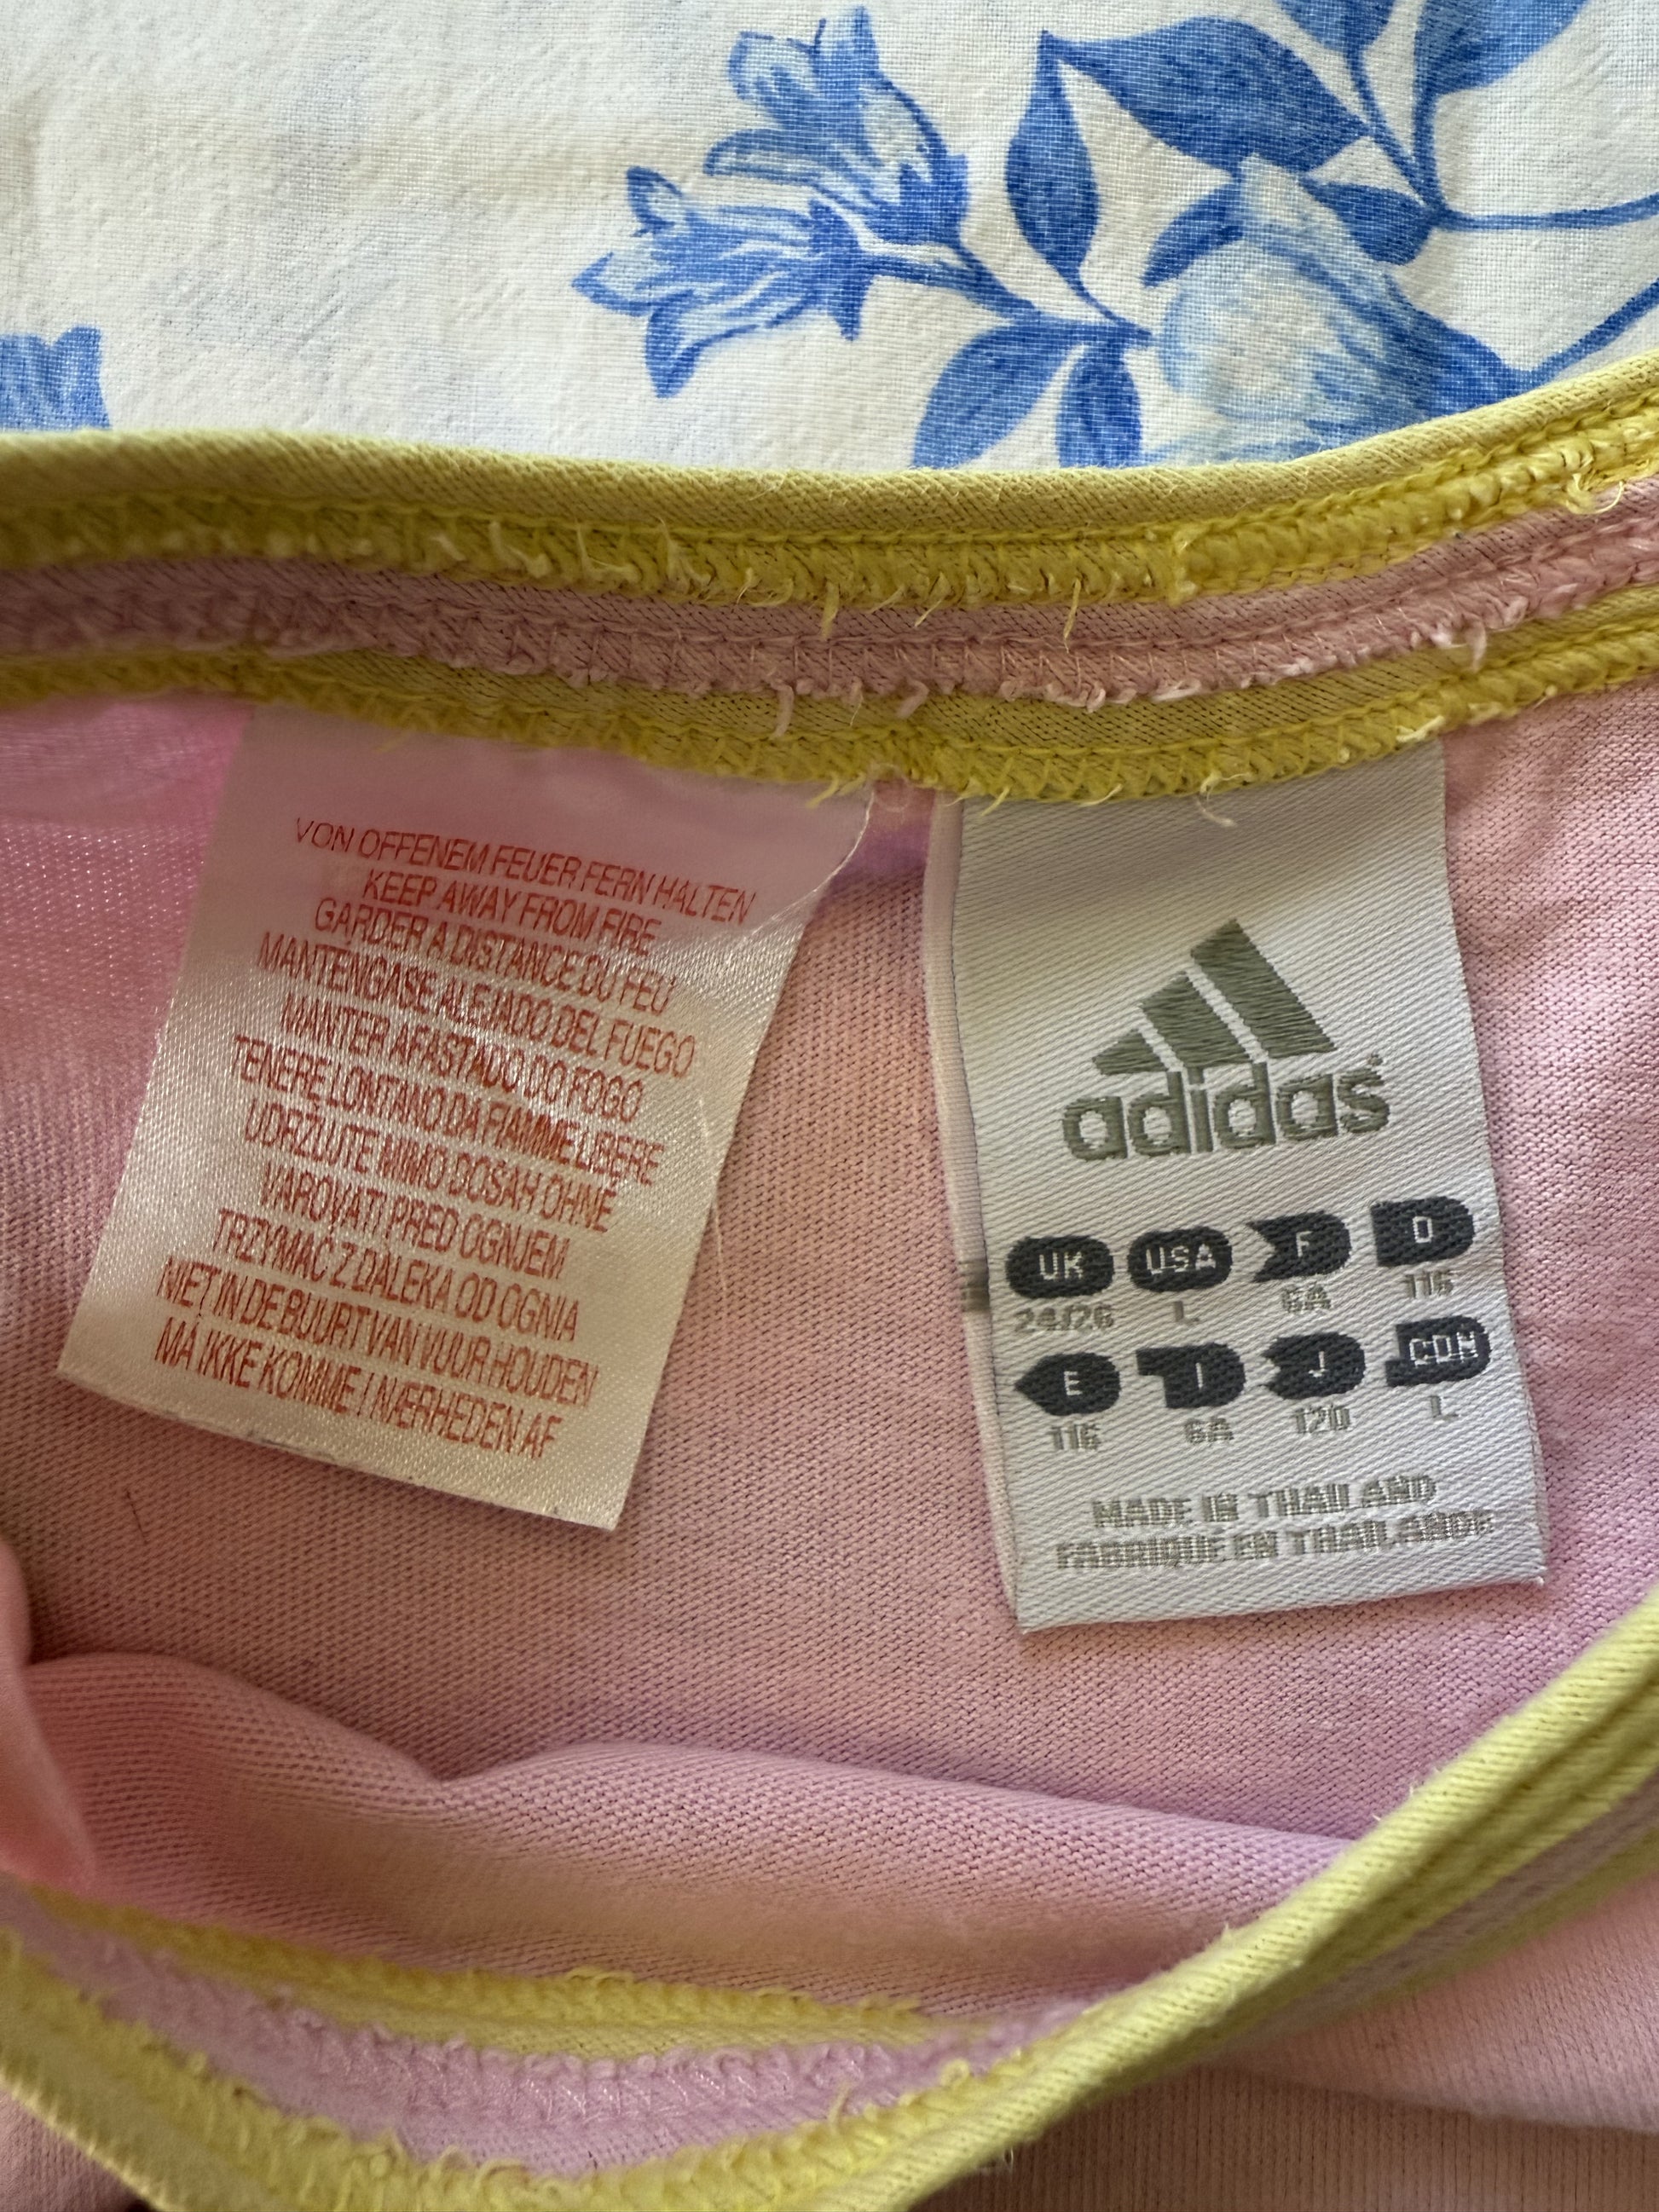 VON OFFENEM FEUER FERN HALTEN
KEEP AWAY FROM FIRE
GARDER A DISTANCE DU FEU
MANTENGASE ALEJADO DEL FUEGO
MANTER AFASTADO DO FOGO
TENERE LONTANO DA FIAMME LIBERE
UDRŽUJTE MIMO DOSAH OHNĚ
VAROVATI PRED OGNJEM
TRZYMAĆ Z DALEKA OD OGNIA
NIET IN DE BUURT VAN VUUR HOUDEN
MÅ IKKE KOMME I NÆRHEDEN AF
adidas®
UK USA F D
24/26 L 6A 116
E I J CDN
116 6A 120 L
MADE IN THAILAND
FABRIQUÉ EN THAILANDE